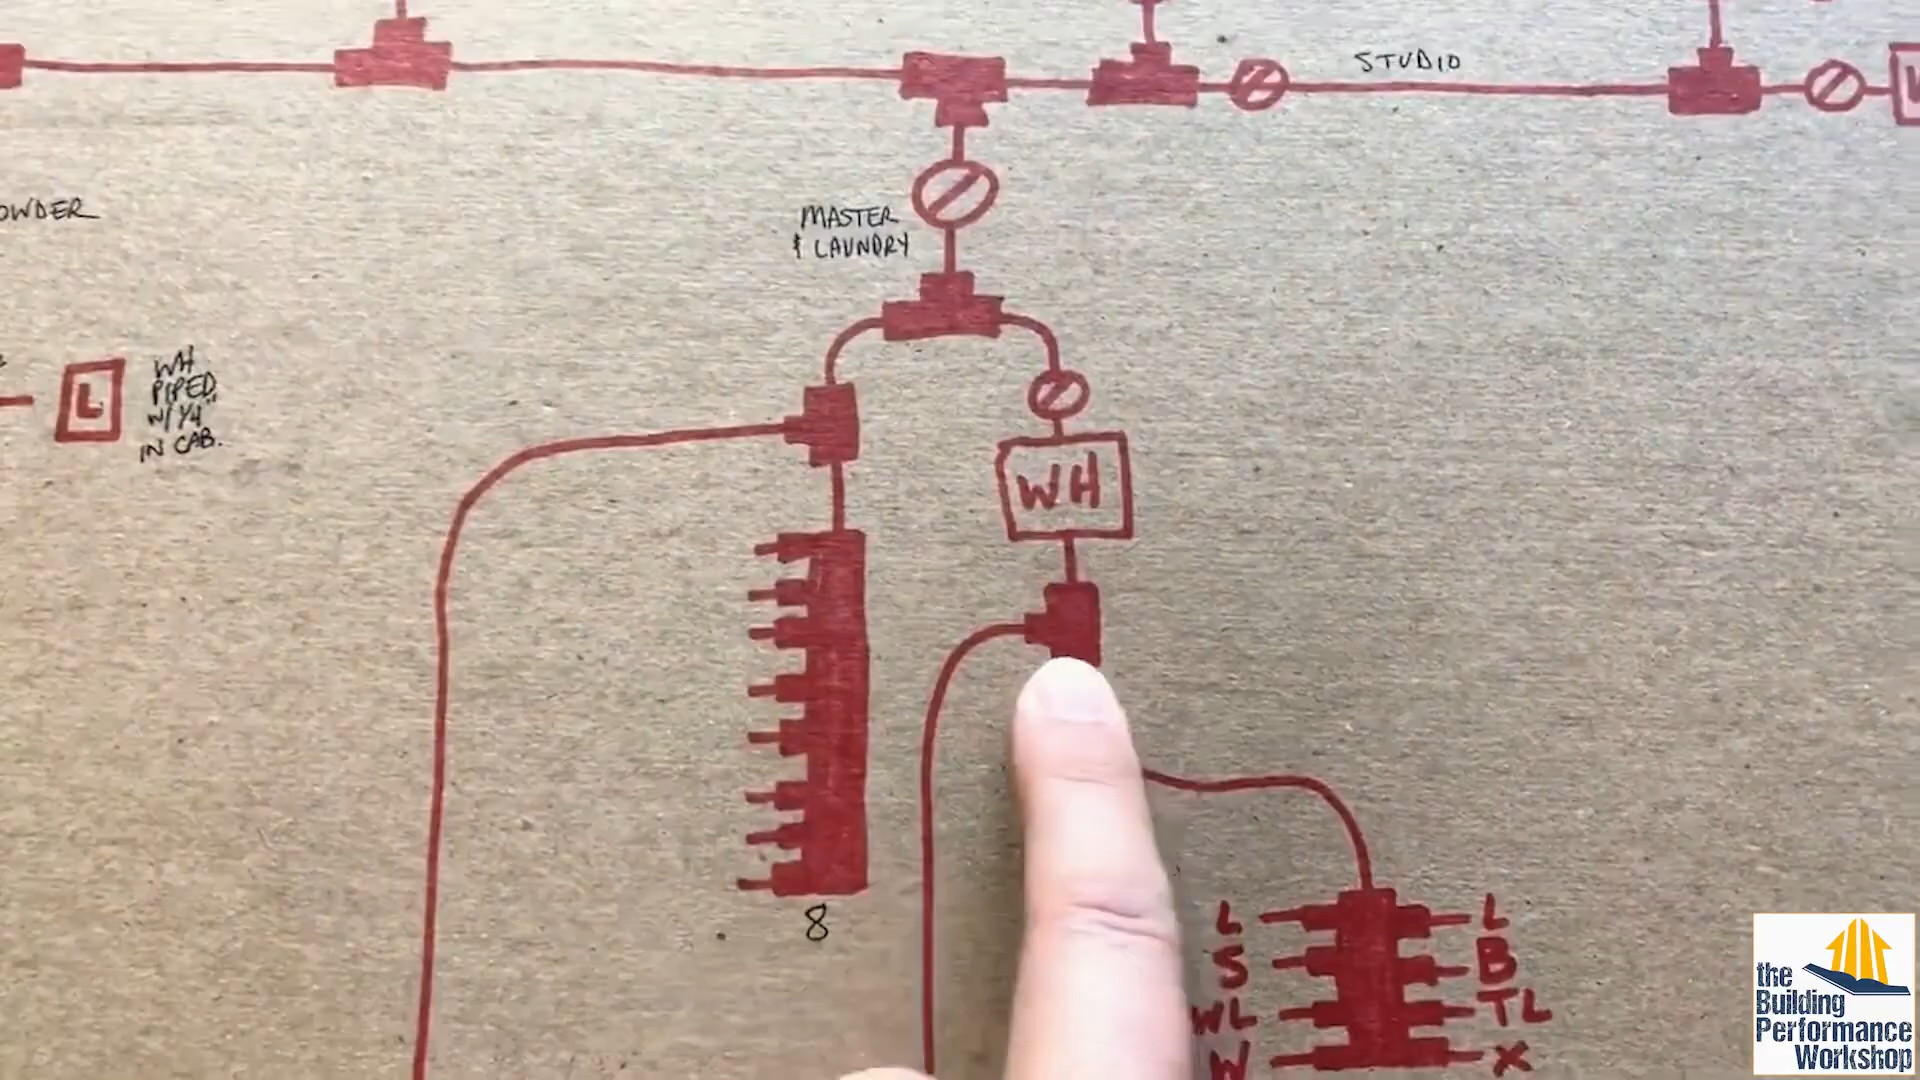 STUDIO
MASTER
& LAUNDRY
OWDER
L
WH
PIPED
W/ 1/4"
IN CAB.
WH
8
L L
S B
WL TL
W X
the
Building
Performance
Workshop